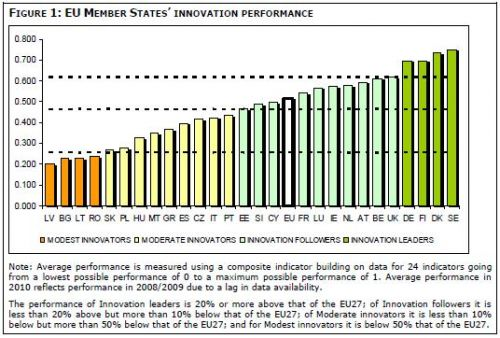 FIGURE 1: EU MEMBER STATES' INNOVATION PERFORMANCE
0.800
0.700
0.600
0.500
0.400
0.300
0.200
0.100
0.000
LV BG LT RO SK PL HU MT GR ES CZ IT PT EE SI CY EU FR LU IE NL AT BE UK DE FI DK SE
MODEST INNOVATORS MODERATE INNOVATORS INNOVATION FOLLOWERS INNOVATION LEADERS
Note: Average performance is measured using a composite indicator building on data for 24 indicators going
from a lowest possible performance of 0 to a maximum possible performance of 1. Average performance in
2010 reflects performance in 2008/2009 due to a lag in data availability.
The performance of Innovation leaders is 20% or more above that of the EU27; of Innovation followers it is
less than 20% above but more than 10% below that of the EU27; of Moderate innovators it is less than 10%
below but more than 50% below that of the EU27; and for Modest innovators it is below 50% that of the EU27.